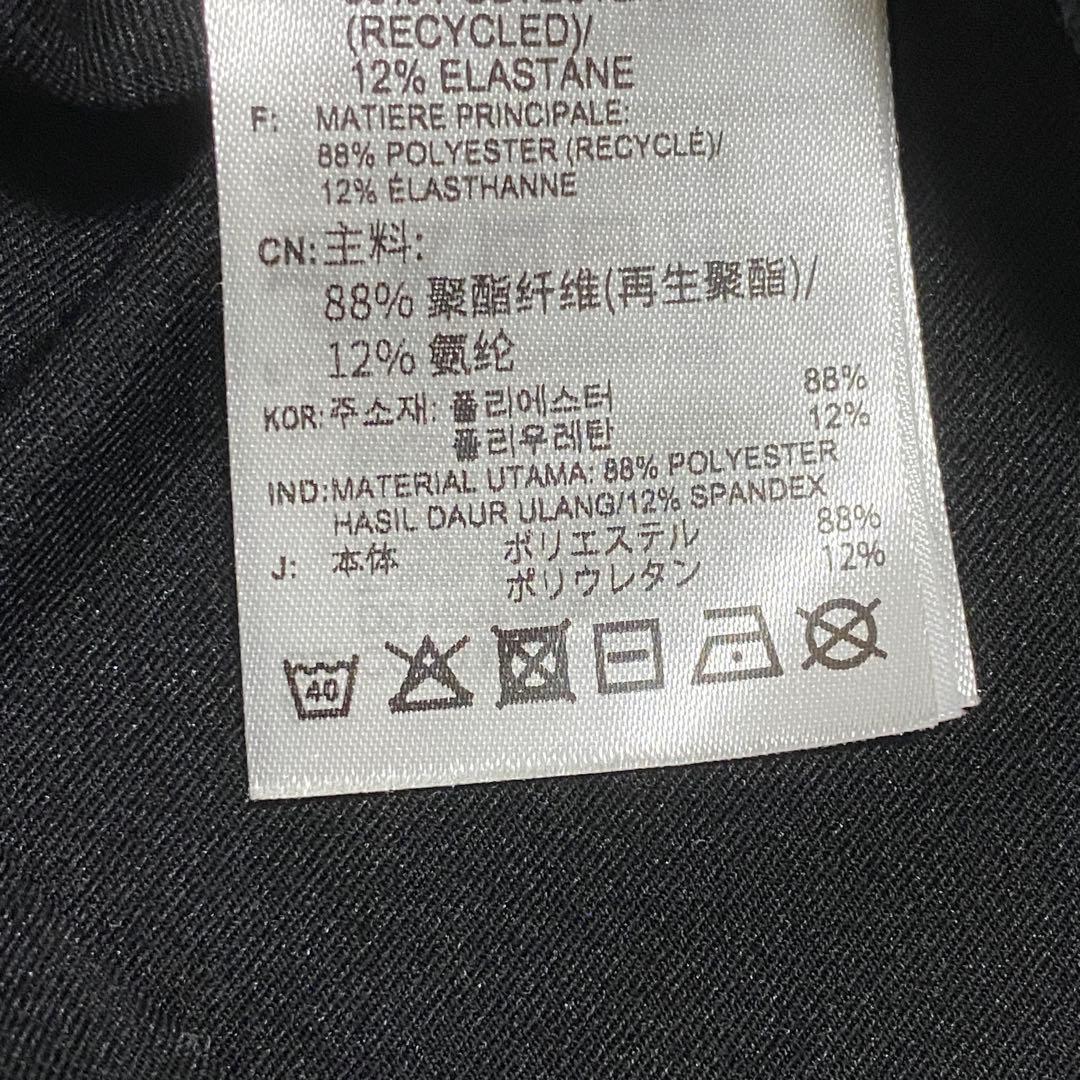 (RECYCLED)/
12% ELASTANE
F: MATIERE PRINCIPALE:
88% POLYESTER (RECYCLÉ)/
12% ÉLASTHANNE
CN:主料:
88% 聚酯纤维(再生聚酯)/
12% 氨纶
KOR:주소재: 폴리에스터 88%
폴리우레탄 12%
IND:MATERIAL UTAMA: 88% POLYESTER
HASIL DAUR ULANG/12% SPANDEX
J: 本体 ポリエステル 88%
ポリウレタン 12%
40